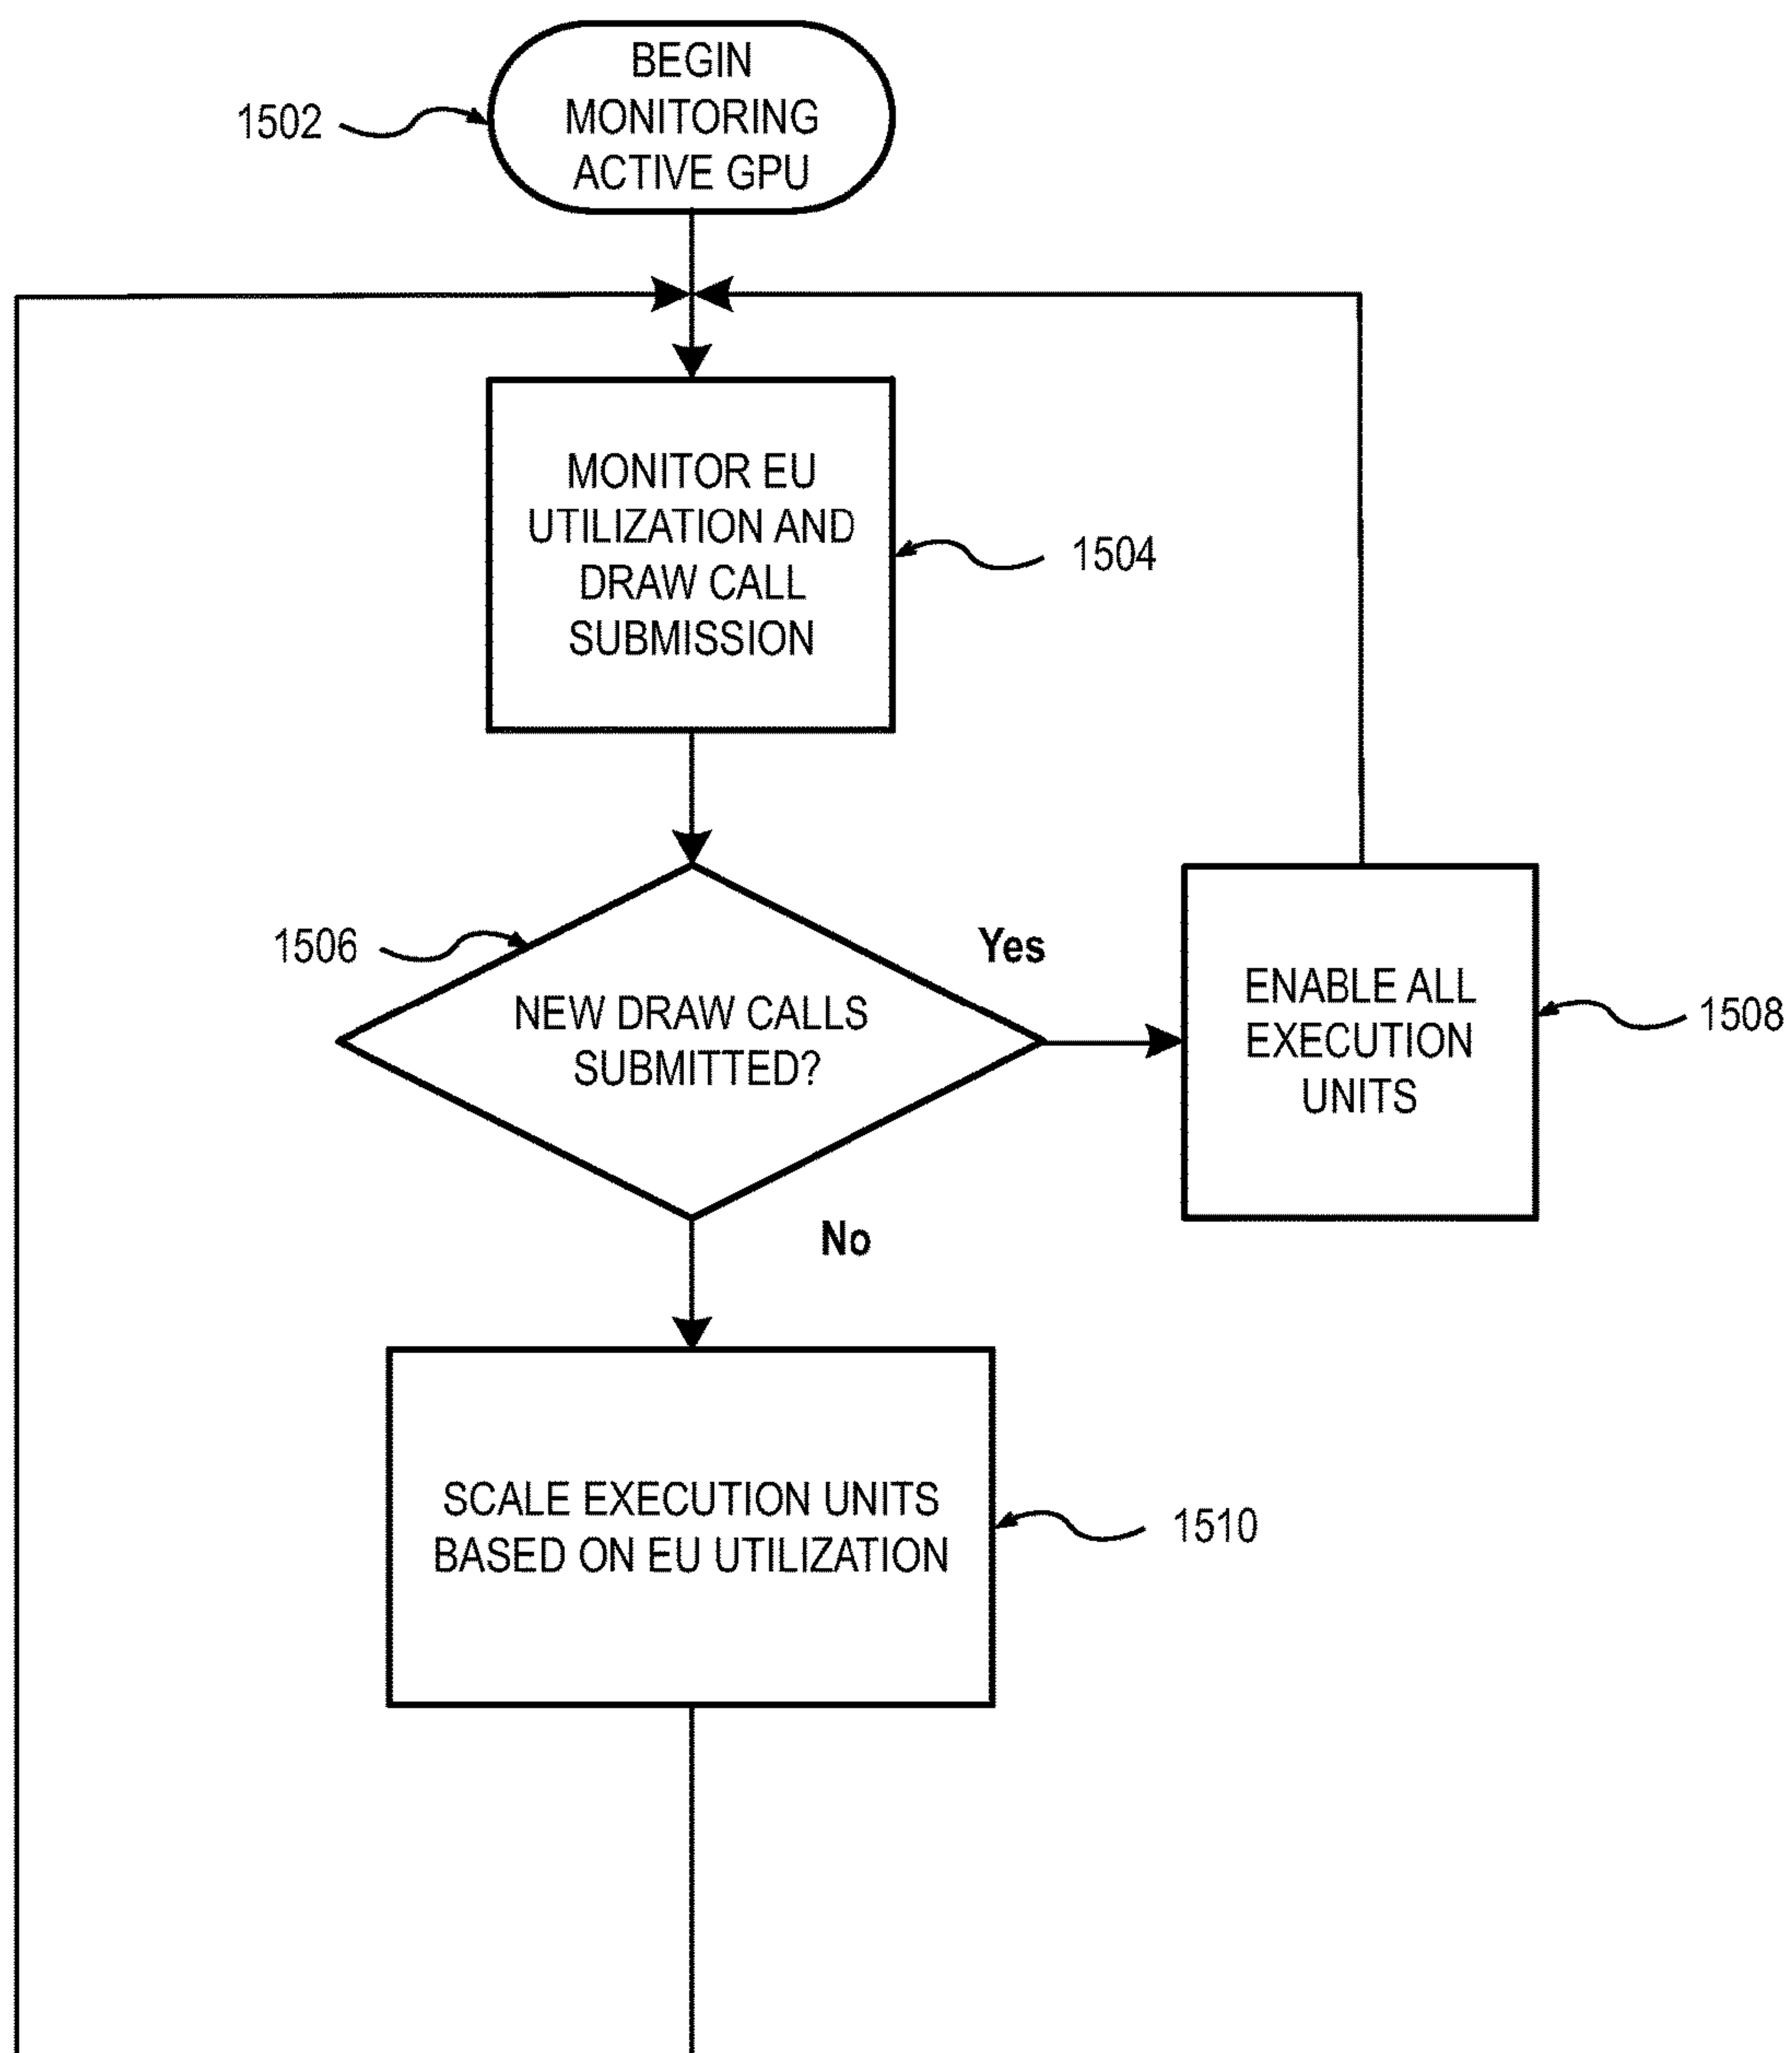 BEGIN
MONITORING
ACTIVE GPU
1502
MONITOR EU
UTILIZATION AND
DRAW CALL
SUBMISSION
1504
1506
NEW DRAW CALLS
SUBMITTED?
Yes
ENABLE ALL
EXECUTION
UNITS
1508
No
SCALE EXECUTION UNITS
BASED ON EU UTILIZATION
1510